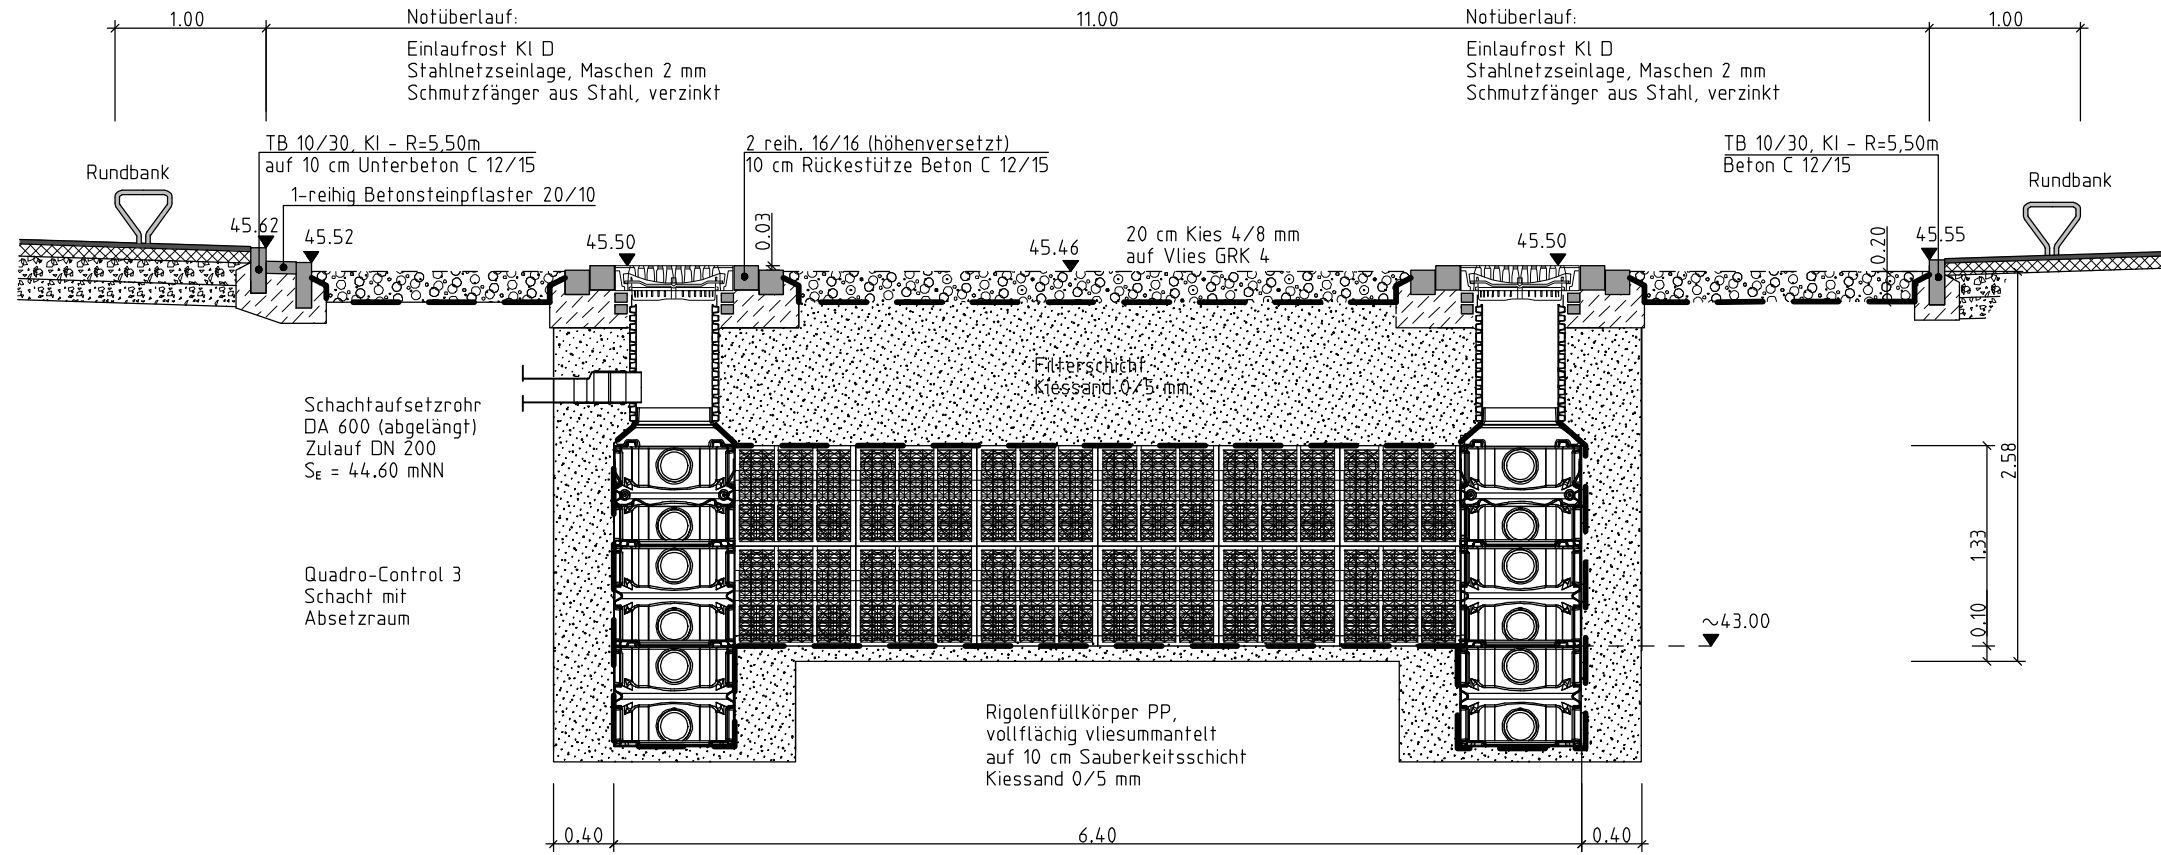 1.00
Notüberlauf:
11.00
Notüberlauf:
1.00
Einlaufrost Kl D
Stahlnetzseinlage, Maschen 2 mm
Schmutzfänger aus Stahl, verzinkt
Einlaufrost Kl D
Stahlnetzseinlage, Maschen 2 mm
Schmutzfänger aus Stahl, verzinkt
TB 10/30, KI - R=5,50m
auf 10 cm Unterbeton C 12/15
2 reih. 16/16 (höhenversetzt)
10 cm Rückestütze Beton C 12/15
TB 10/30, KI - R=5,50m
Beton C 12/15
Rundbank
1-reihig Betonsteinpflaster 20/10
Rundbank
45.62
45.52
45.50
0.03
45.46
20 cm Kies 4/8 mm
auf Vlies GRK 4
45.50
0.20
45.55
Filterschicht
Kiessand 0/5 mm
Schachtaufsetzrohr
DA 600 (abgelängt)
Zulauf DN 200
SE = 44.60 mNN
2.58
1.33
0.10
Quadro-Control 3
Schacht mit
Absetzraum
~43.00
Rigolenfüllkörper PP,
vollflächig vliesummantelt
auf 10 cm Sauberkeitsschicht
Kiessand 0/5 mm
0.40
6.40
0.40